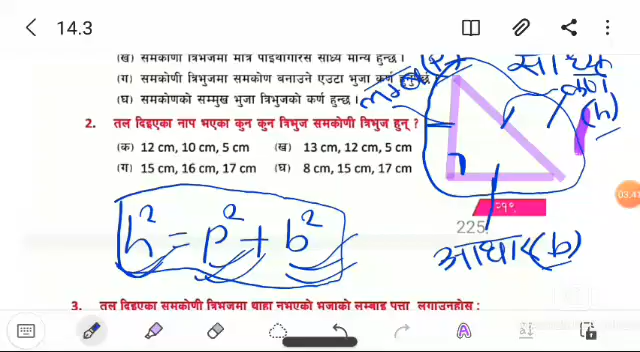 14.3
(ख) समकोणी त्रिभुजमा मात्र पाइथागोरस साध्य मान्य हुन्छ ।
(ग) समकोणी त्रिभुजमा समकोण बनाउने एउटा भुजा कर्ण
(घ) समकोणको सम्मुख भुजा त्रिभुजको कर्ण हुन्छ ।
2. तल दिइएका नाप भएका कुन कुन त्रिभुज समकोणी त्रिभुज हुन् ?
(क) 12 cm, 10 cm, 5 cm (ख) 13 cm, 12 cm, 5 cm
(ग) 15 cm, 16 cm, 17 cm (घ) 8 cm, 15 cm, 17 cm
साध्य
लम्ब (p)
कर्ण
(h)
h² = p² + b²
225
आधार (b)
03:4
3. तल दिइएका समकोणी त्रिभुजमा थाहा नभएको भुजाको लम्बाइ पत्ता लगाउनुहोस् :
A